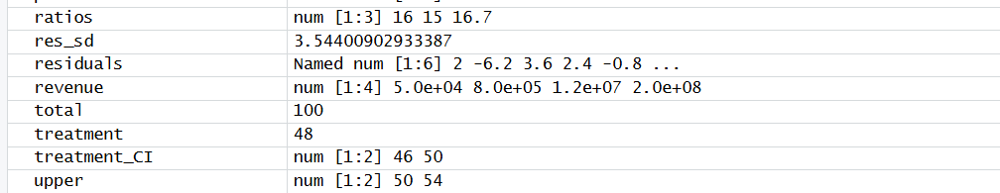 ratios num [1:3] 16 15 16.7
res_sd 3.54400902933387
residuals Named num [1:6] 2 -6.2 3.6 2.4 -0.8 ...
revenue num [1:4] 5.0e+04 8.0e+05 1.2e+07 2.0e+08
total 100
treatment 48
treatment_CI num [1:2] 46 50
upper num [1:2] 50 54